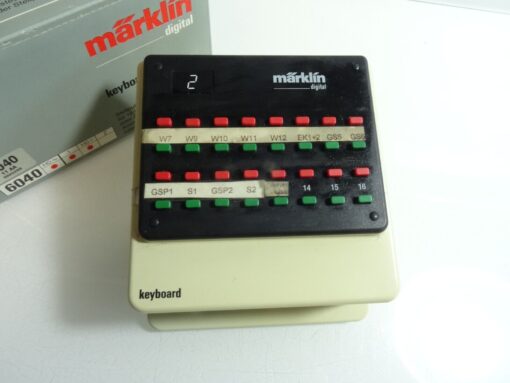 märklin
digital
keyboard
6040
2
märklin
digital
W7 W9 W10 W11 W12 EK1+2 GS5 GS6
GSP1 S1 GSP2 S2 14 15 16
keyboard